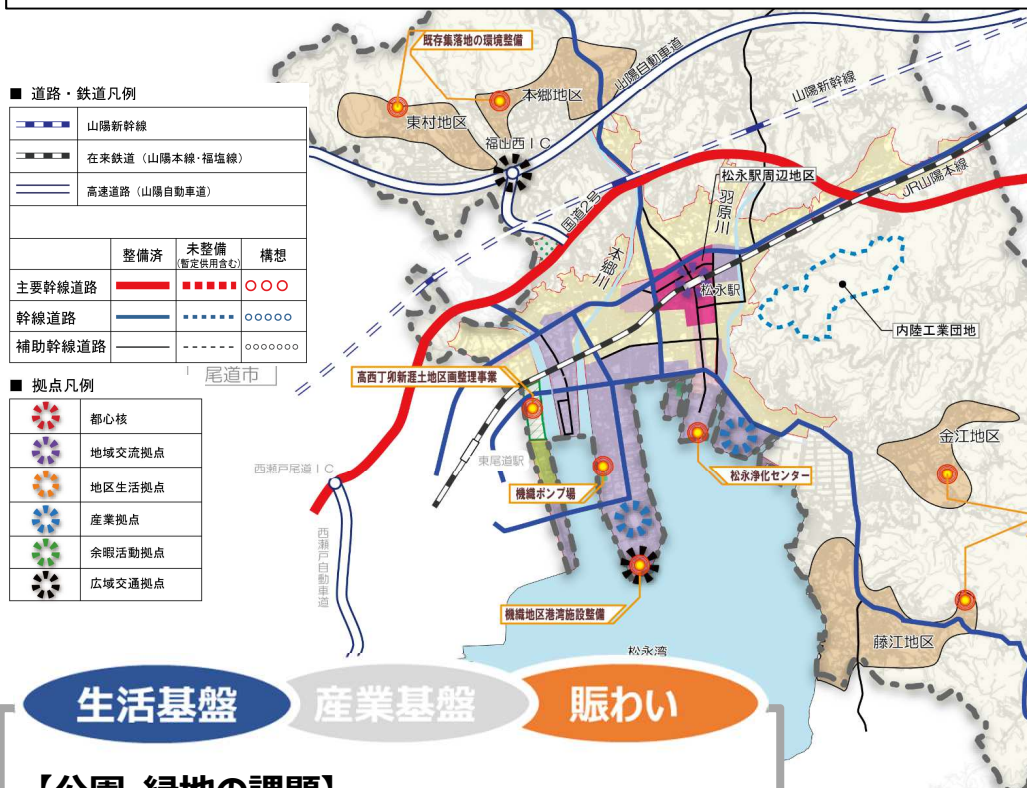 ■ 道路・鉄道凡例
山陽新幹線
在来鉄道（山陽本線・福塩線）
高速道路（山陽自動車道）
整備済
未整備
(暫定供用含む)
構想
主要幹線道路
幹線道路
補助幹線道路
■ 拠点凡例
都心核
地域交流拠点
地区生活拠点
産業拠点
余暇活動拠点
広域交通拠点
既存集落地の環境整備
本郷地区
東村地区
山陽自動車道
山陽新幹線
福山西IC
松永駅周辺地区
JR山陽本線
国道2号
羽原川
本郷川
松永駅
内陸工業団地
尾道市
高西丁卯新涯土地区画整理事業
金江地区
西瀬戸尾道IC
東尾道駅
松永浄化センター
機織ポンプ場
西瀬戸自動車道
機織地区港湾施設整備
藤江地区
松永湾
生活基盤
産業基盤
賑わい
【公園・緑地の課題】